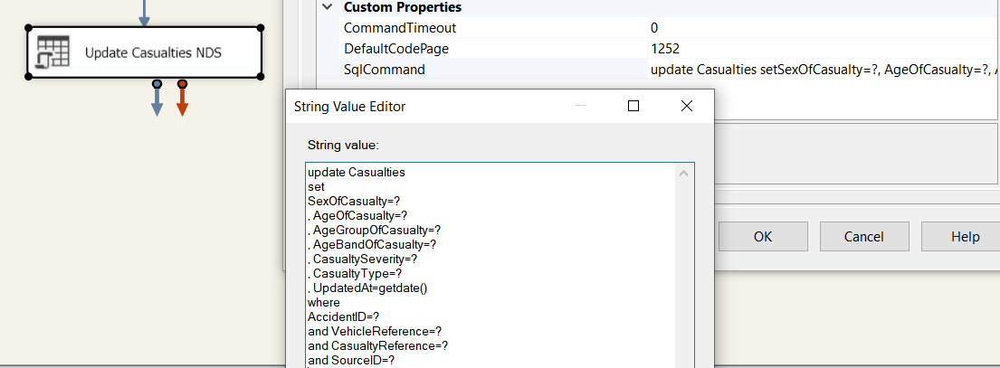 Custom Properties
CommandTimeout 0
DefaultCodePage 1252
SqlCommand update Casualties setSexOfCasualty=?, AgeOfCasualty=?,
Update Casualties NDS
String Value Editor
String value:
update Casualties
set
SexOfCasualty=?
, AgeOfCasualty=?
, AgeGroupOfCasualty=?
, AgeBandOfCasualty=?
, CasualtySeverity=?
, CasualtyType=?
, UpdatedAt=getdate()
where
AccidentID=?
and VehicleReference=?
and CasualtyReference=?
and SourceID=?
OK Cancel Help